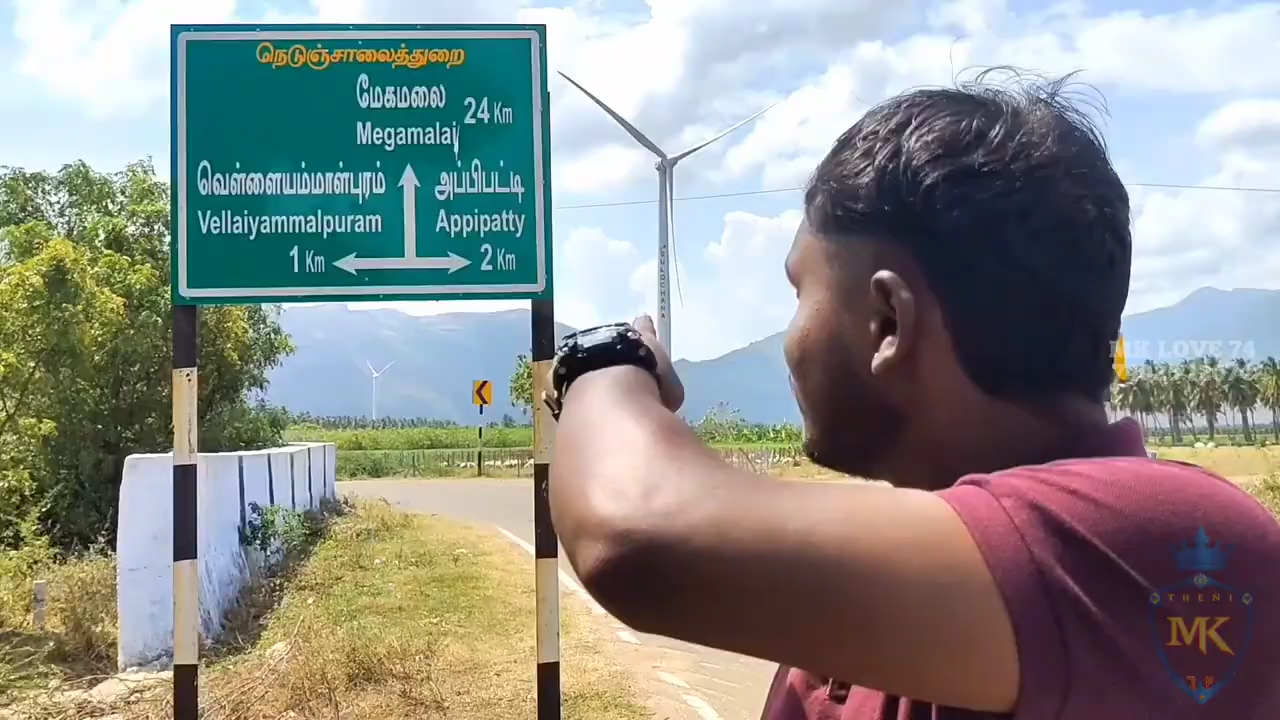 நெடுஞ்சாலைத்துறை
மேகமலை
Megamalai
24 Km
வெள்ளையம்மாள்புரம்
Vellaiyammalpuram
1 Km
அப்பிபட்டி
Appipatty
2 Km
SULOCHANA
MK LOVE 74
THENI
MK